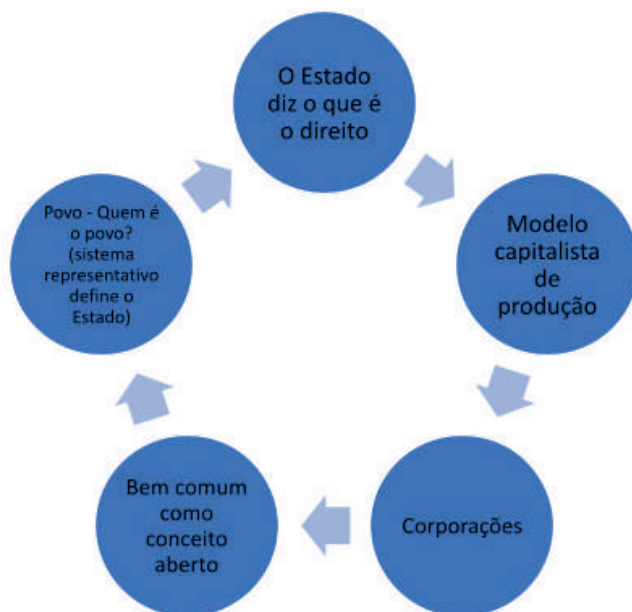 O Estado
diz o que é
o direito
Modelo
capitalista
de
produção
Corporações
Bem comum
como
conceito
aberto
Povo - Quem é
o povo?
(sistema
representativo
define o
Estado)